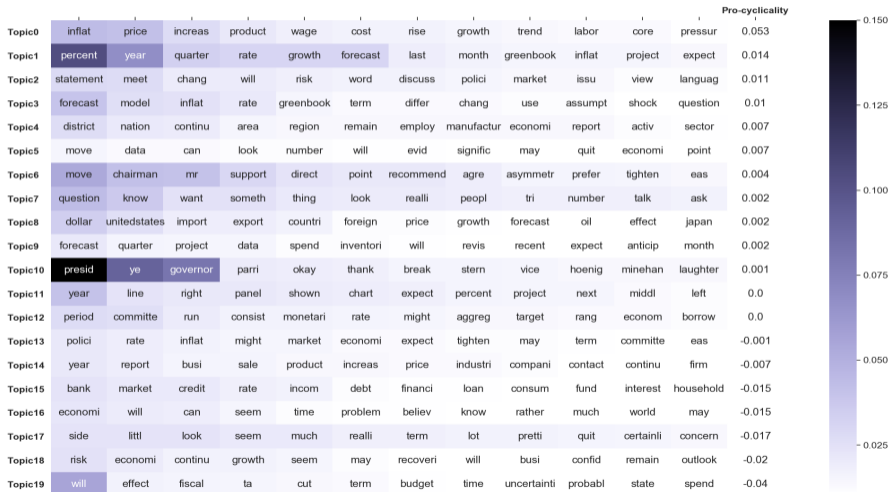 Pro-cyclicality
Topic0 inflat price increas product wage cost rise growth trend labor core pressur 0.053
Topic1 percent year quarter rate growth forecast last month greenbook inflat project expect 0.014
Topic2 statement meet chang will risk word discuss polici market issu view languag 0.011
Topic3 forecast model inflat rate greenbook term differ chang use assumpt shock question 0.01
Topic4 district nation continu area region remain employ manufactur economi report activ sector 0.007
Topic5 move data can look number will evid signific may quit economi point 0.007
Topic6 move chairman mr support direct point recommend agre asymmetr prefer tighten eas 0.004
Topic7 question know want someth thing look realli peopl tri number talk ask 0.002
Topic8 dollar unitedstates import export countri foreign price growth forecast oil effect japan 0.002
Topic9 forecast quarter project data spend inventori will revis recent expect anticip month 0.002
Topic10 presid ye governor parri okay thank break stern vice hoenig minehan laughter 0.001
Topic11 year line right panel shown chart expect percent project next middl left 0.0
Topic12 period committe run consist monetari rate might aggreg target rang econom borrow 0.0
Topic13 polici rate inflat might market economi expect tighten may term committe eas -0.001
Topic14 year report busi sale product increas price industri compani contact continu firm -0.007
Topic15 bank market credit rate incom debt financi loan consum fund interest household -0.015
Topic16 economi will can seem time problem believ know rather much world may -0.015
Topic17 side littl look seem much realli term lot pretti quit certainli concern -0.017
Topic18 risk economi continu growth seem may recoveri will busi confid remain outlook -0.02
Topic19 will effect fiscal ta cut term budget time uncertainti probabl state spend -0.04
0.150
0.125
0.100
0.075
0.050
0.025